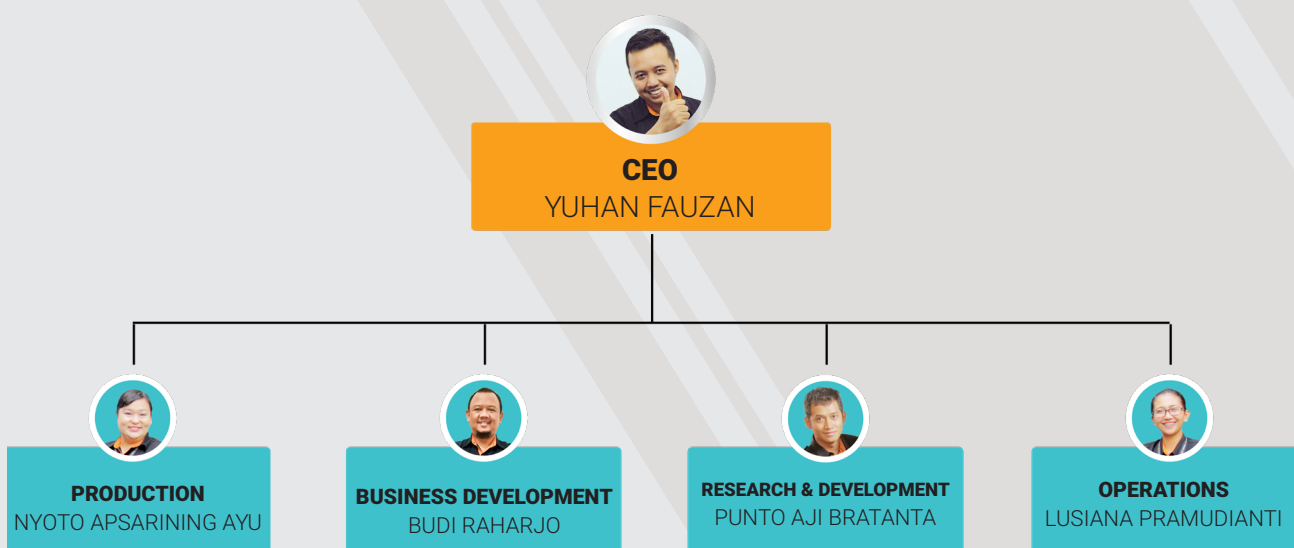 CEO
YUHAN FAUZAN
PRODUCTION
NYOTO APSARINING AYU
BUSINESS DEVELOPMENT
BUDI RAHARJO
RESEARCH & DEVELOPMENT
PUNTO AJI BRATANTA
OPERATIONS
LUSIANA PRAMUDIANTI